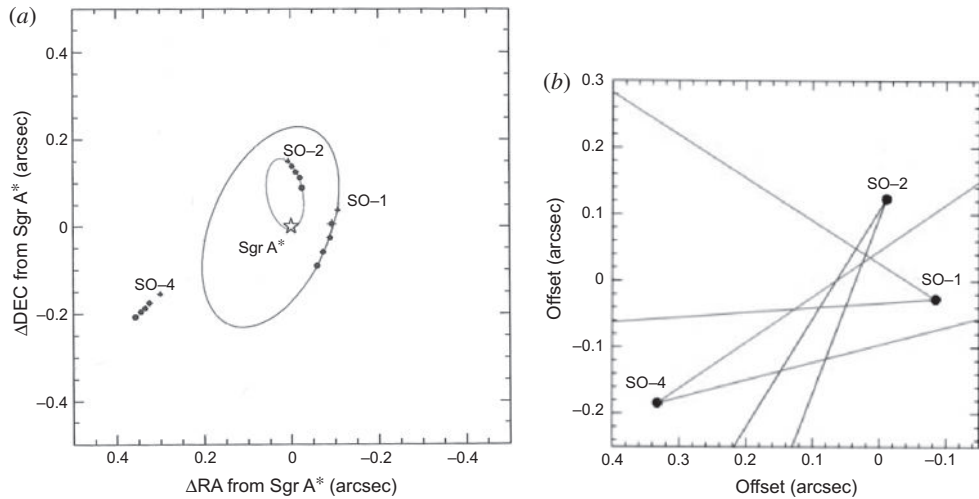 (a)
0.4
0.2
0
–0.2
–0.4
ΔDEC from Sgr A* (arcsec)
SO–2
SO–1
Sgr A*
SO–4
0.4
0.2
0
–0.2
–0.4
ΔRA from Sgr A* (arcsec)
(b)
0.3
0.2
0.1
0
–0.1
–0.2
Offset (arcsec)
SO–2
SO–1
SO–4
0.4
0.3
0.2
0.1
0
–0.1
Offset (arcsec)